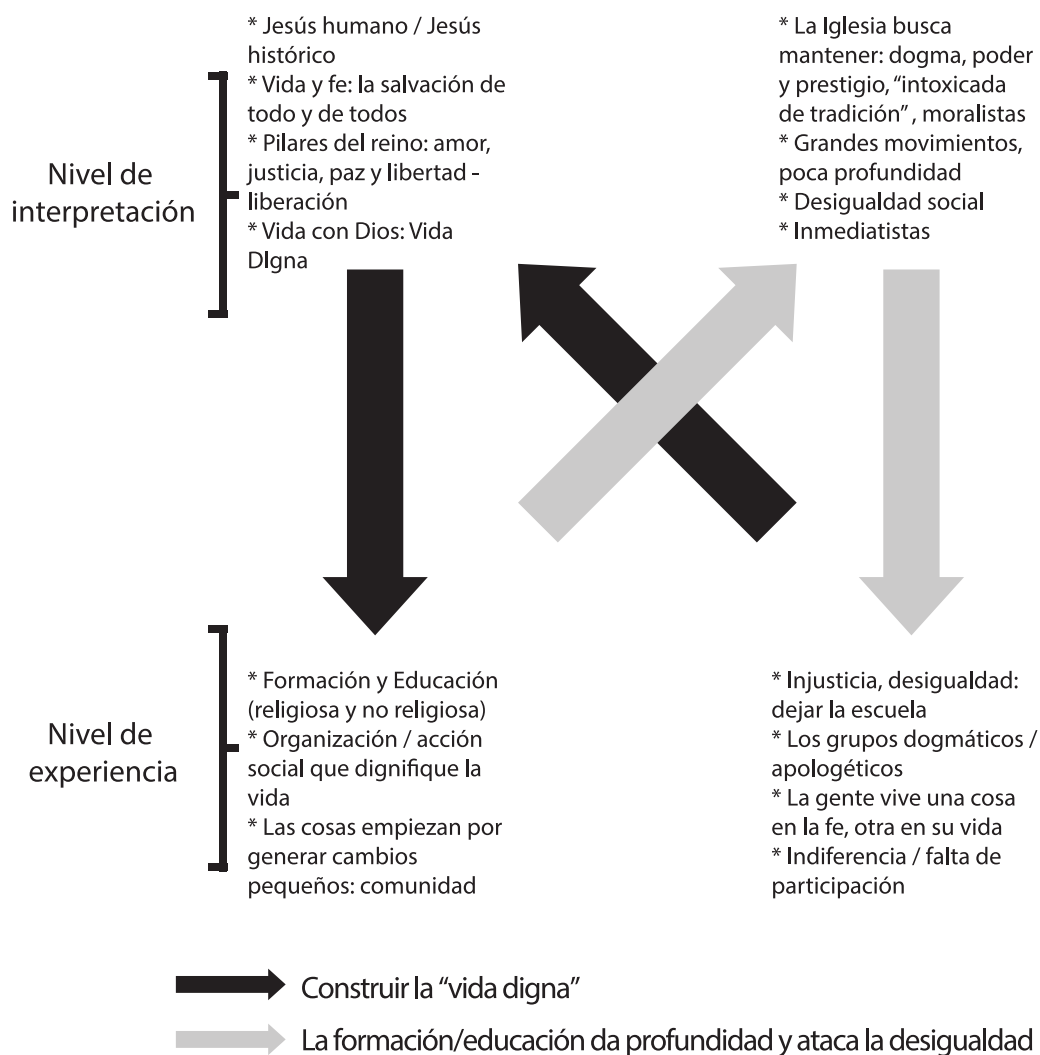 * Jesús humano / Jesús
histórico
* Vida y fe: la salvación de
todo y de todos
* Pilares del reino: amor,
justicia, paz y libertad -
liberación
* Vida con Dios: Vida
DIgna
* La Iglesia busca
mantener: dogma, poder
y prestigio, “intoxicada
de tradición” , moralistas
* Grandes movimientos,
poca profundidad
* Desigualdad social
* Inmediatistas
Nivel de
interpretación
Nivel de
experiencia
* Formación y Educación
(religiosa y no religiosa)
* Organización / acción
social que dignifique la
vida
* Las cosas empiezan por
generar cambios
pequeños: comunidad
* Injusticia, desigualdad:
dejar la escuela
* Los grupos dogmáticos /
apologéticos
* La gente vive una cosa
en la fe, otra en su vida
* Indiferencia / falta de
participación
Construir la “vida digna”
La formación/educación da profundidad y ataca la desigualdad